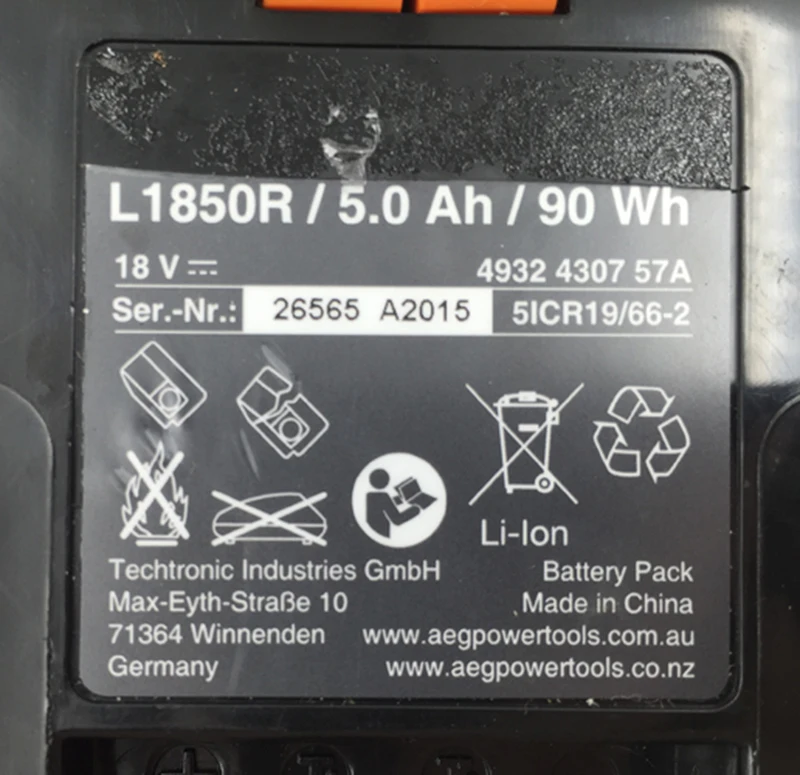 L1850R / 5.0 Ah / 90 Wh
18 V 4932 4307 57A
Ser.-Nr.: 26565 A2015 5ICR19/66-2
Li-Ion
Techtronic Industries GmbH Battery Pack
Max-Eyth-Straße 10 Made in China
71364 Winnenden www.aegpowertools.com.au
Germany www.aegpowertools.co.nz